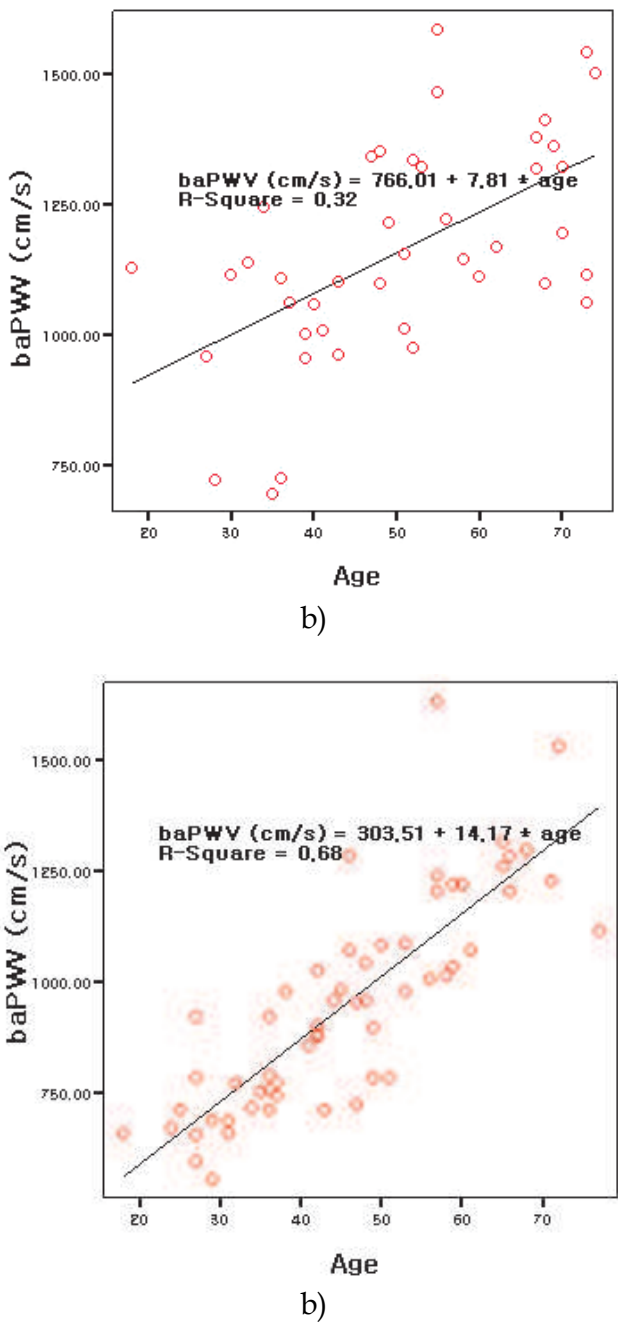 1500.00
baPWV (cm/s) = 766.01 + 7.81 * age
R-Square = 0.32
1250.00
baPWV (cm/s)
1000.00
750.00
20 30 40 50 60 70
Age
b)
1500.00
baPWV (cm/s) = 303.51 + 14.17 * age
R-Square = 0.68
1250.00
baPWV (cm/s)
1000.00
750.00
20 30 40 50 60 70
Age
b)